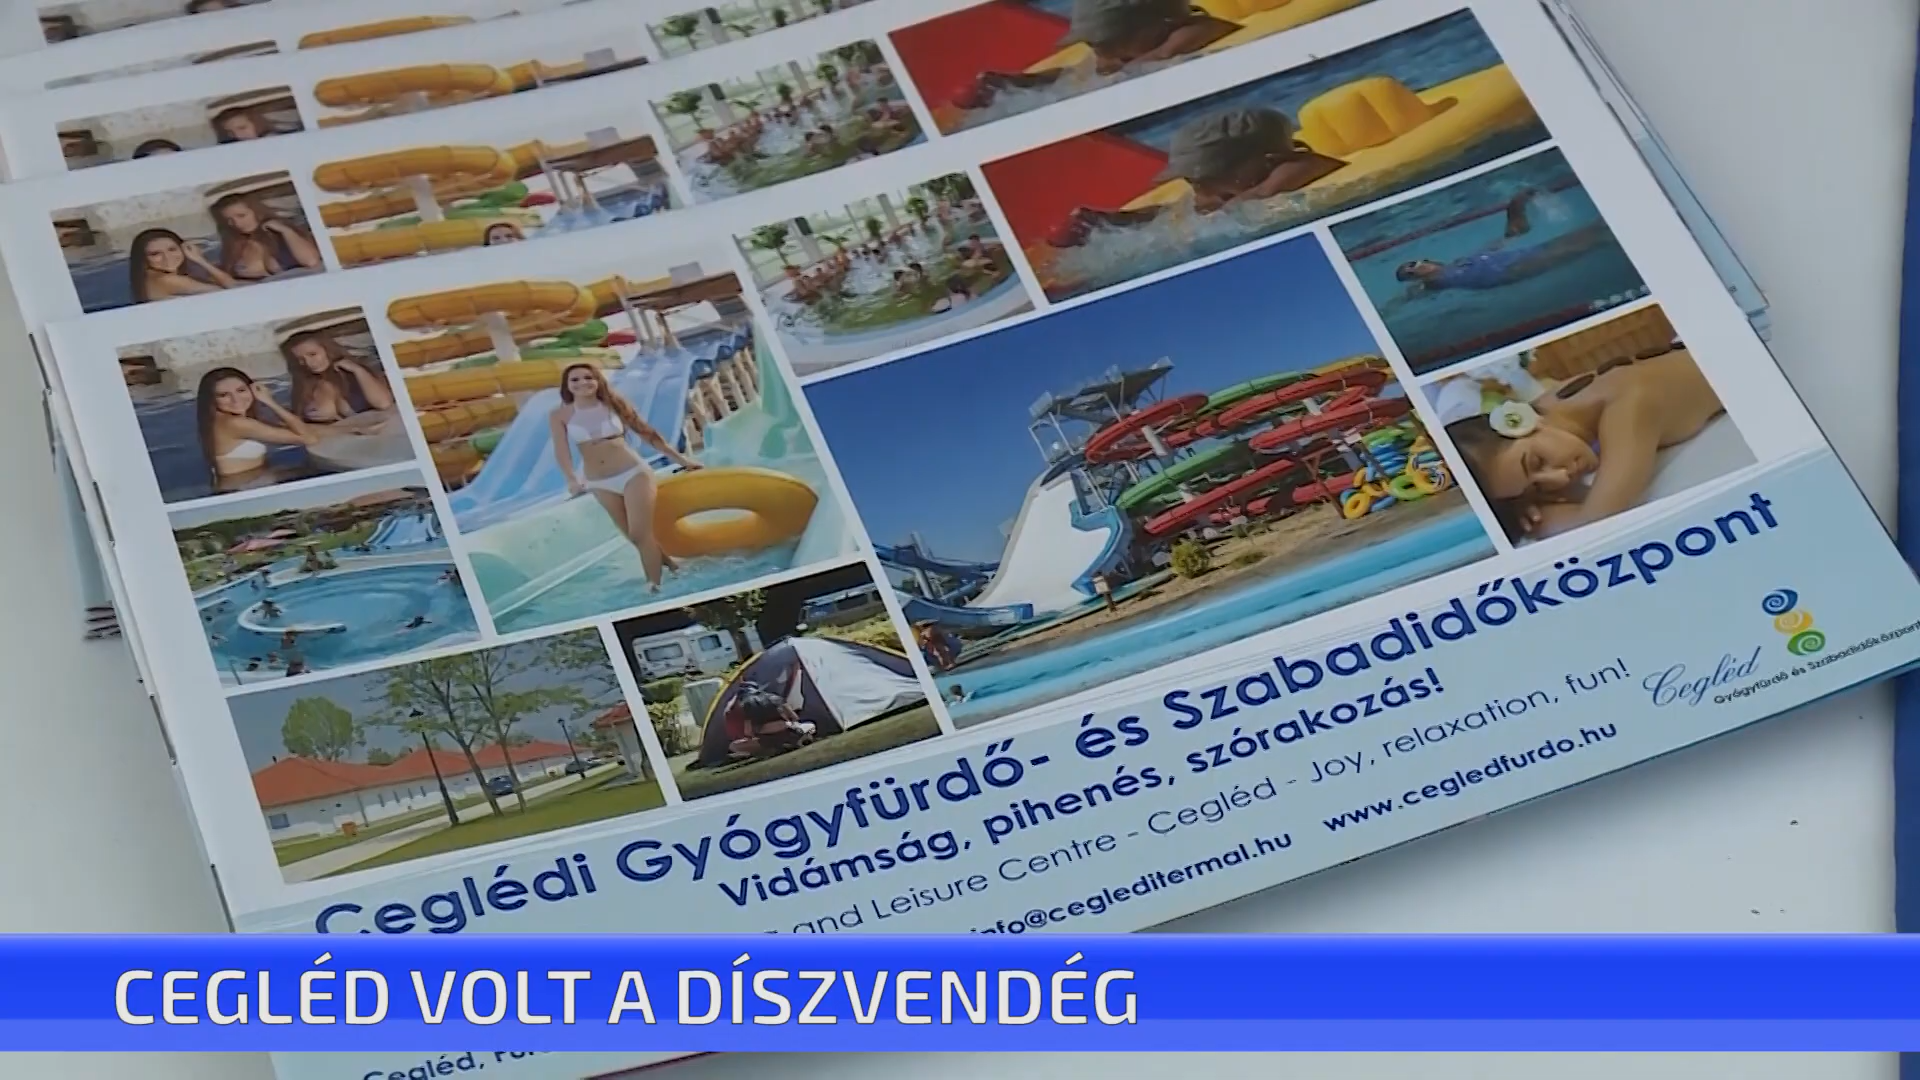 Ceglédi Gyógyfürdő- és Szabadidőközpont
Vidámság, pihenés, szórakozás!
and Leisure Centre - Cegléd - Joy, relaxation, fun!
info@cegleditermal.hu www.cegledfurdo.hu
Cegléd
Gyógyfürdő és Szabadidőközpont
CEGLÉD VOLT A DÍSZVENDÉG
Cegléd,